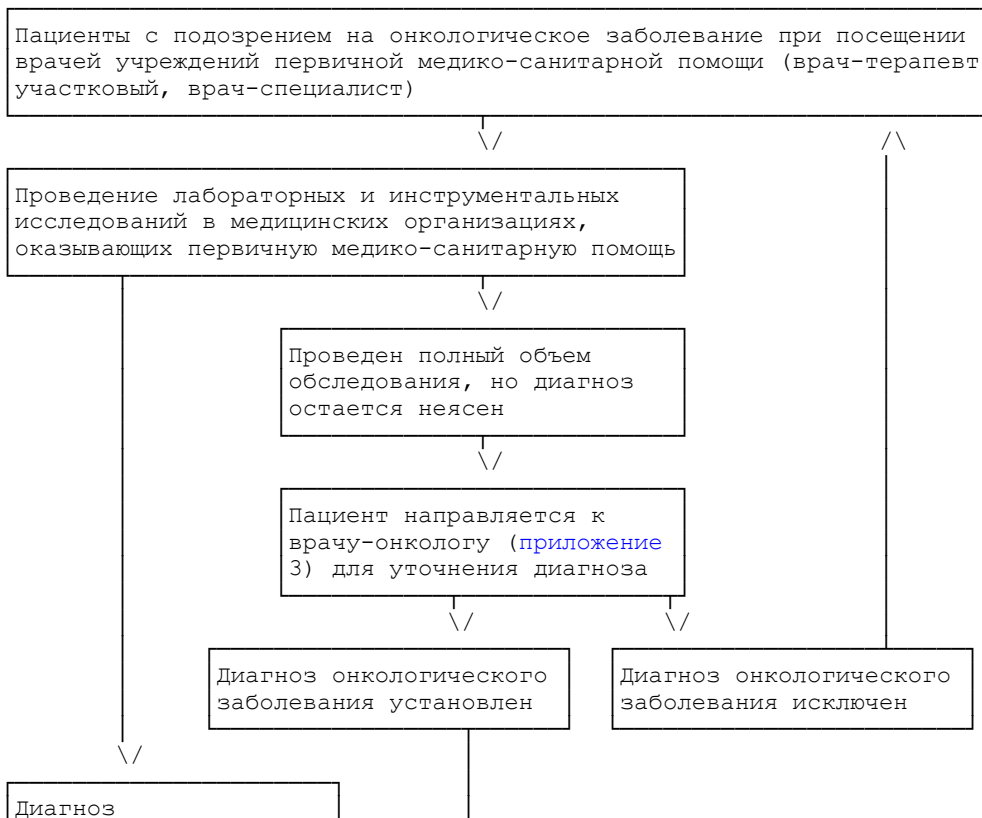 Пациенты с подозрением на онкологическое заболевание при посещении
врачей учреждений первичной медико-санитарной помощи (врач-терапевт
участковый, врач-специалист)
Проведение лабораторных и инструментальных
исследований в медицинских организациях,
оказывающих первичную медико-санитарную помощь
Проведен полный объем
обследования, но диагноз
остается неясен
Пациент направляется к
врачу-онкологу (приложение
3) для уточнения диагноза
Диагноз онкологического
заболевания установлен
Диагноз онкологического
заболевания исключен
Диагноз